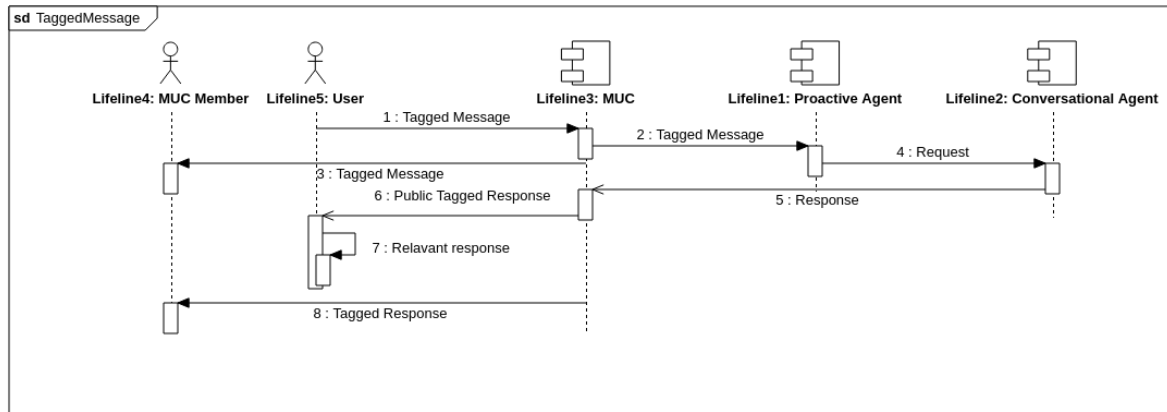 sd TaggedMessage
Lifeline4: MUC Member
Lifeline5: User
Lifeline3: MUC
Lifeline1: Proactive Agent
Lifeline2: Conversational Agent
1 : Tagged Message
2 : Tagged Message
3 : Tagged Message
4 : Request
5 : Response
6 : Public Tagged Response
7 : Relavant response
8 : Tagged Response